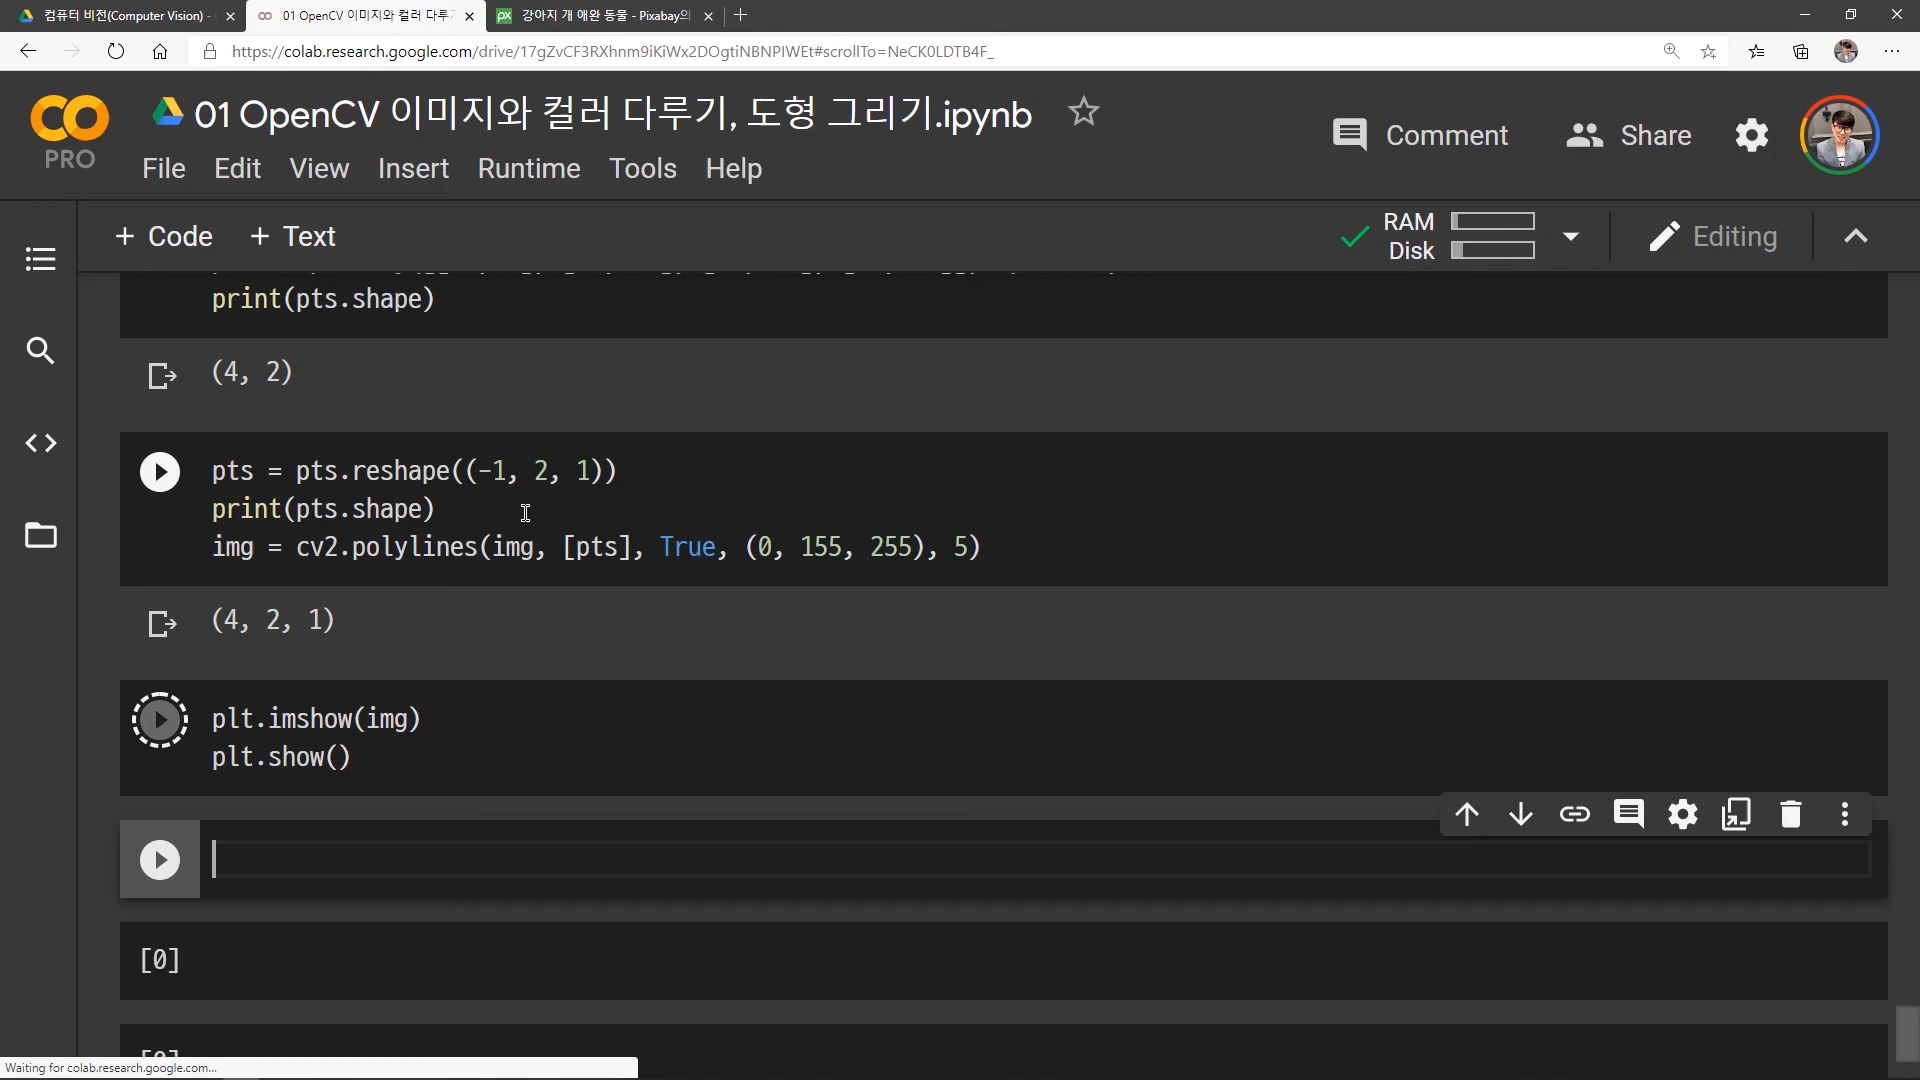 컴퓨터 비전(Computer Vision) -
01 OpenCV 이미지와 컬러 다루기
강아지 개 애완 동물 - Pixabay의
https://colab.research.google.com/drive/17gZvCF3RXhnm9iKiWx2DOgtiNBNPIWEt#scrollTo=NeCK0LDTB4F_
PRO
01 OpenCV 이미지와 컬러 다루기, 도형 그리기.ipynb
Comment
Share
File Edit View Insert Runtime Tools Help
+ Code + Text
RAM
Disk
Editing
print(pts.shape)
(4, 2)
pts = pts.reshape((-1, 2, 1))
print(pts.shape)
img = cv2.polylines(img, [pts], True, (0, 155, 255), 5)
(4, 2, 1)
plt.imshow(img)
plt.show()
[0]
Waiting for colab.research.google.com...